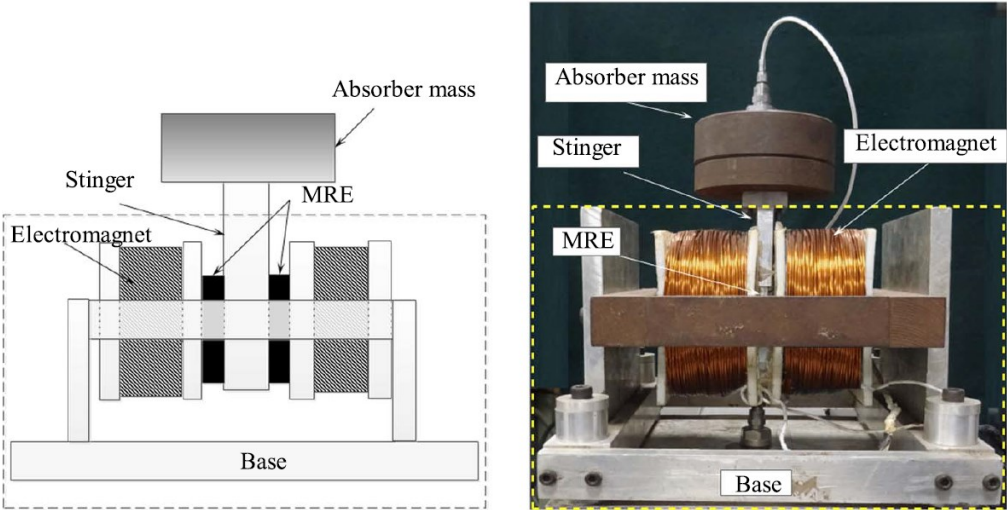 Absorber mass
Stinger
MRE
Electromagnet
Base
Absorber mass
Electromagnet
Stinger
MRE
Base